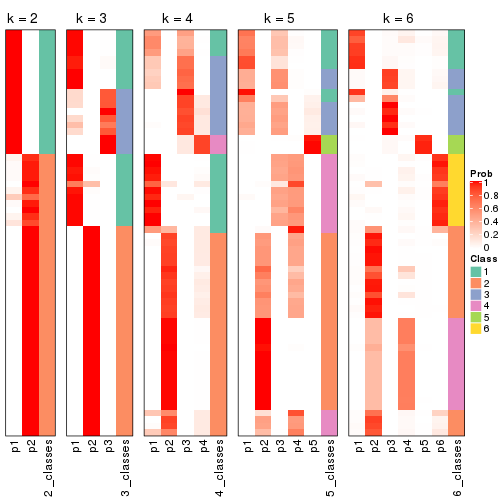 k = 2
k = 3
k = 4
k = 5
k = 6
Prob
1
0.8
0.6
0.4
0.2
0
Class
1
2
3
4
5
6
p1
p2
2_classes
p1
p2
p3
3_classes
p1
p2
p3
p4
4_classes
p1
p2
p3
p4
p5
5_classes
p1
p2
p3
p4
p5
p6
6_classes